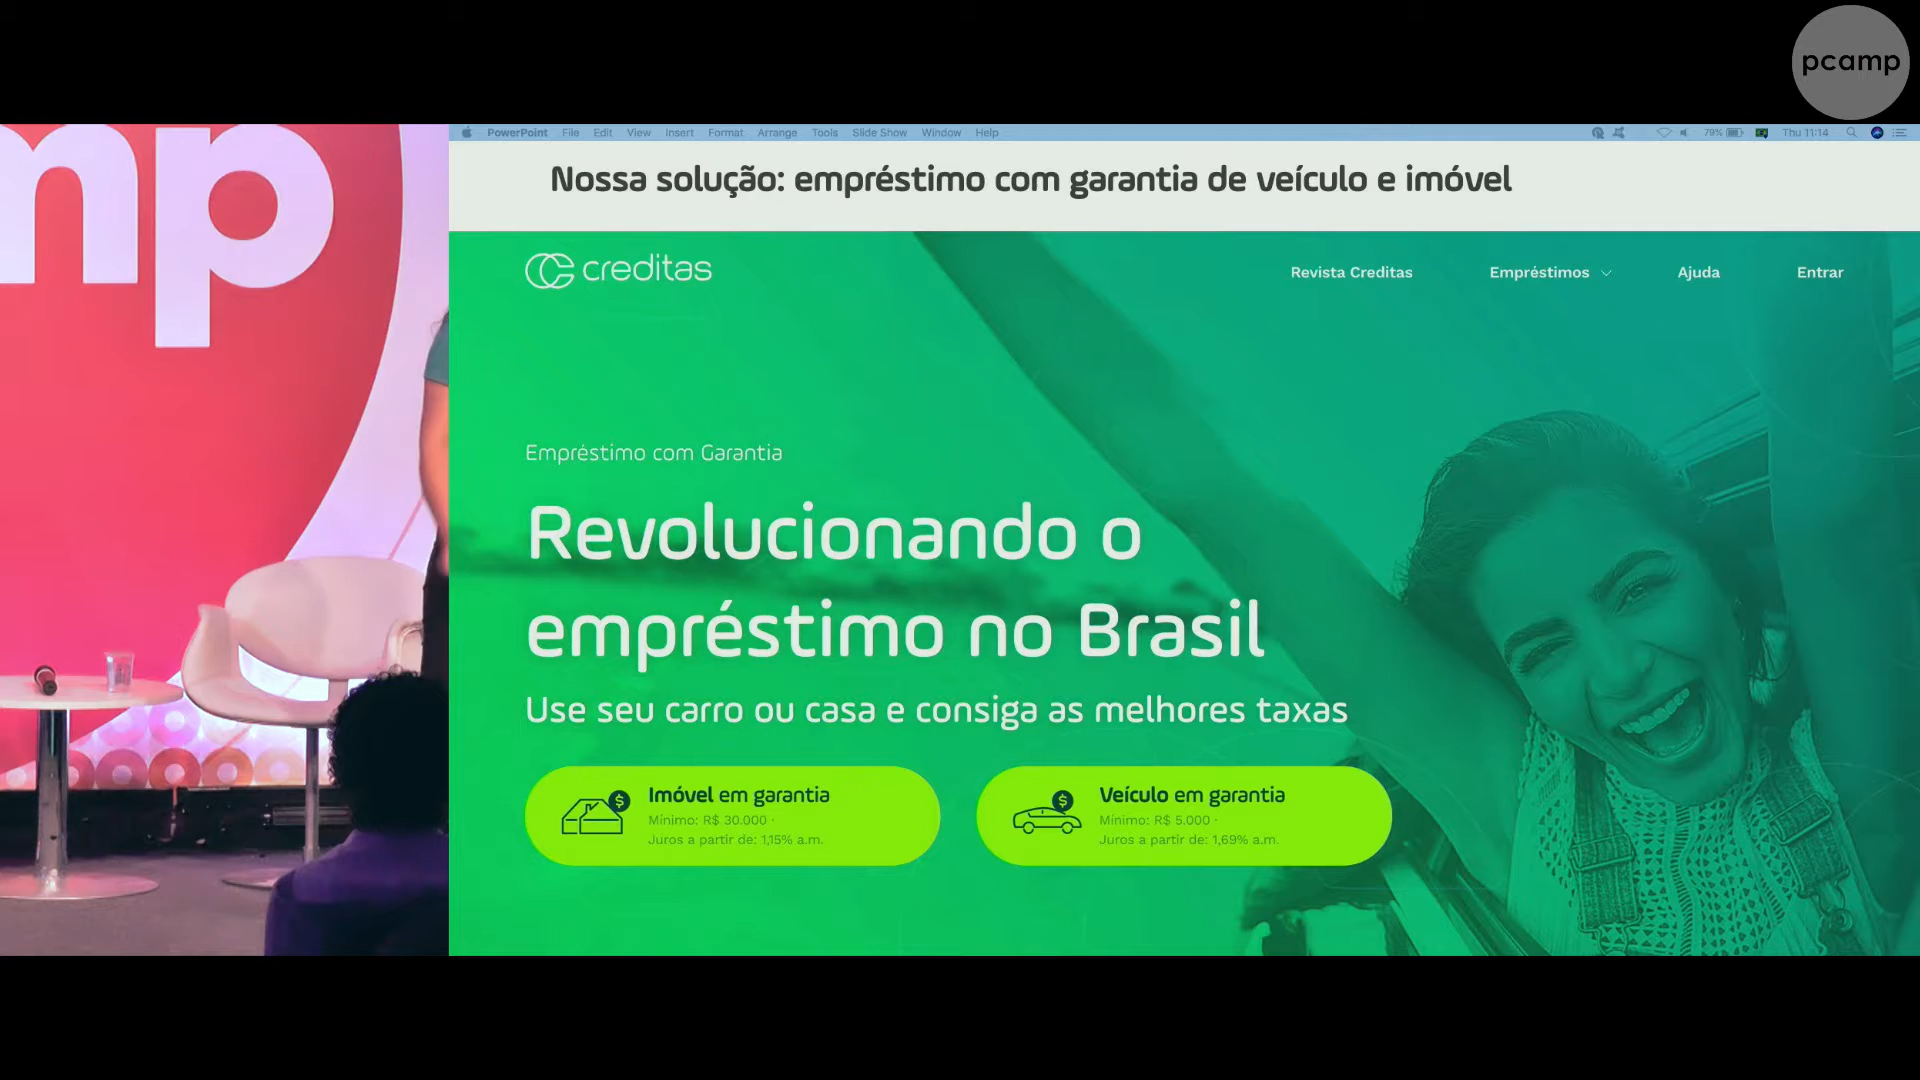 pcamp
mp
PowerPoint File Edit View Insert Format Arrange Tools Slide Show Window Help 79% Thu 11:14
Nossa solução: empréstimo com garantia de veículo e imóvel
creditas Revista Creditas Empréstimos Ajuda Entrar
Empréstimo com Garantia
Revolucionando o
empréstimo no Brasil
Use seu carro ou casa e consiga as melhores taxas
Imóvel em garantia
Mínimo: R$ 30.000 ·
Juros a partir de: 1,15% a.m.
Veículo em garantia
Mínimo: R$ 5.000 ·
Juros a partir de: 1,69% a.m.